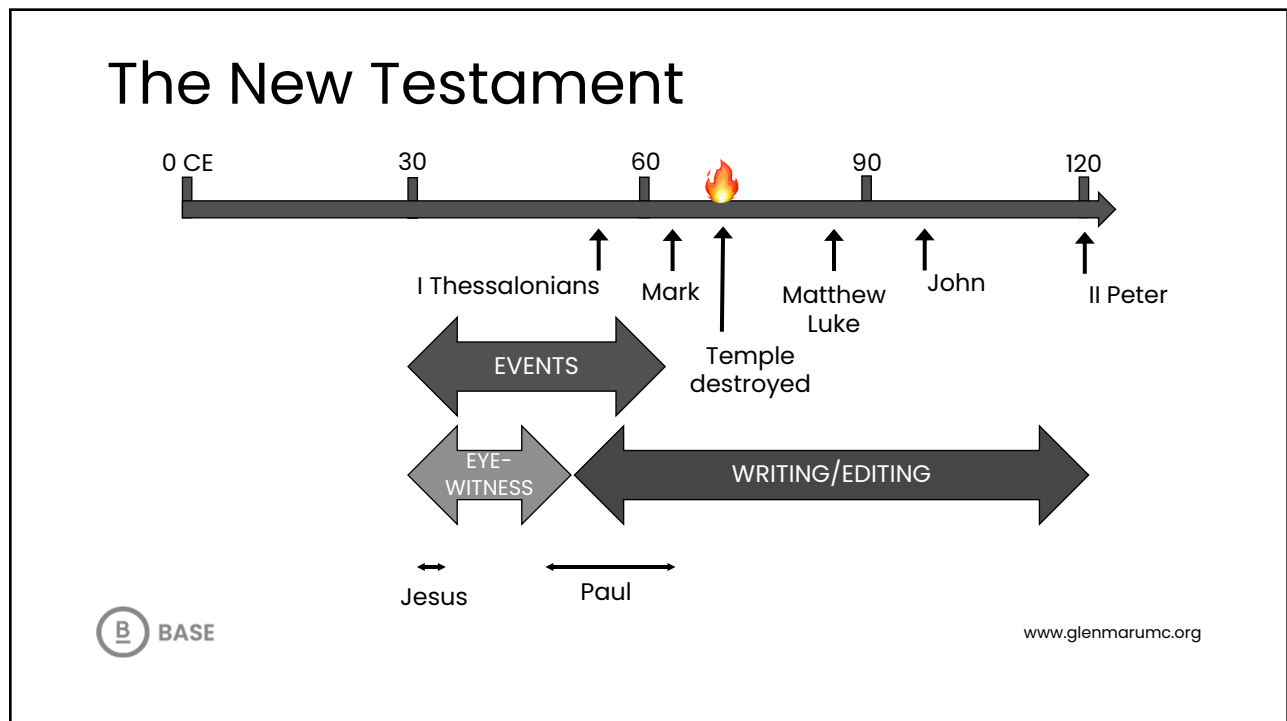 The New Testament
0 CE
30
60
90
120
I Thessalonians
Mark
Temple
destroyed
Matthew
Luke
John
II Peter
EVENTS
EYE-
WITNESS
WRITING/EDITING
Jesus
Paul
B BASE
www.glenmarumc.org